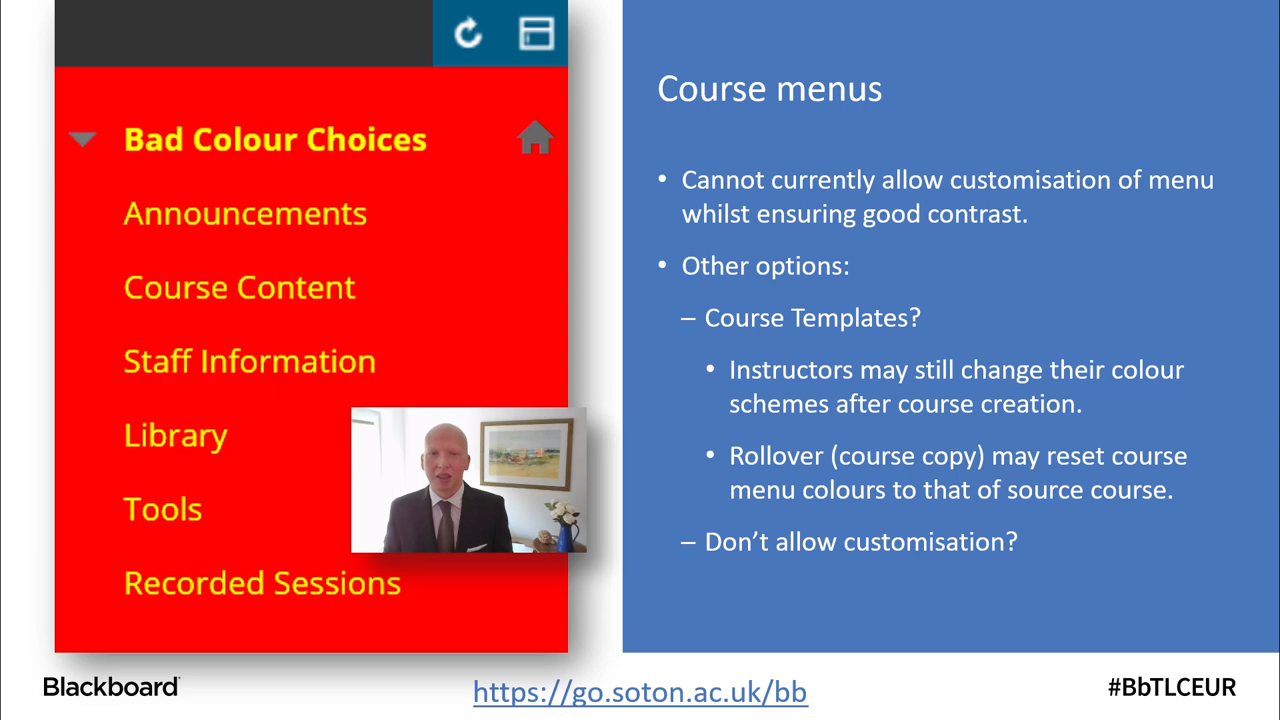 Bad Colour Choices
Announcements
Course Content
Staff Information
Library
Tools
Recorded Sessions
Course menus
• Cannot currently allow customisation of menu
whilst ensuring good contrast.
• Other options:
– Course Templates?
• Instructors may still change their colour
schemes after course creation.
• Rollover (course copy) may reset course
menu colours to that of source course.
– Don’t allow customisation?
Blackboard
https://go.soton.ac.uk/bb
#BbTLCEUR